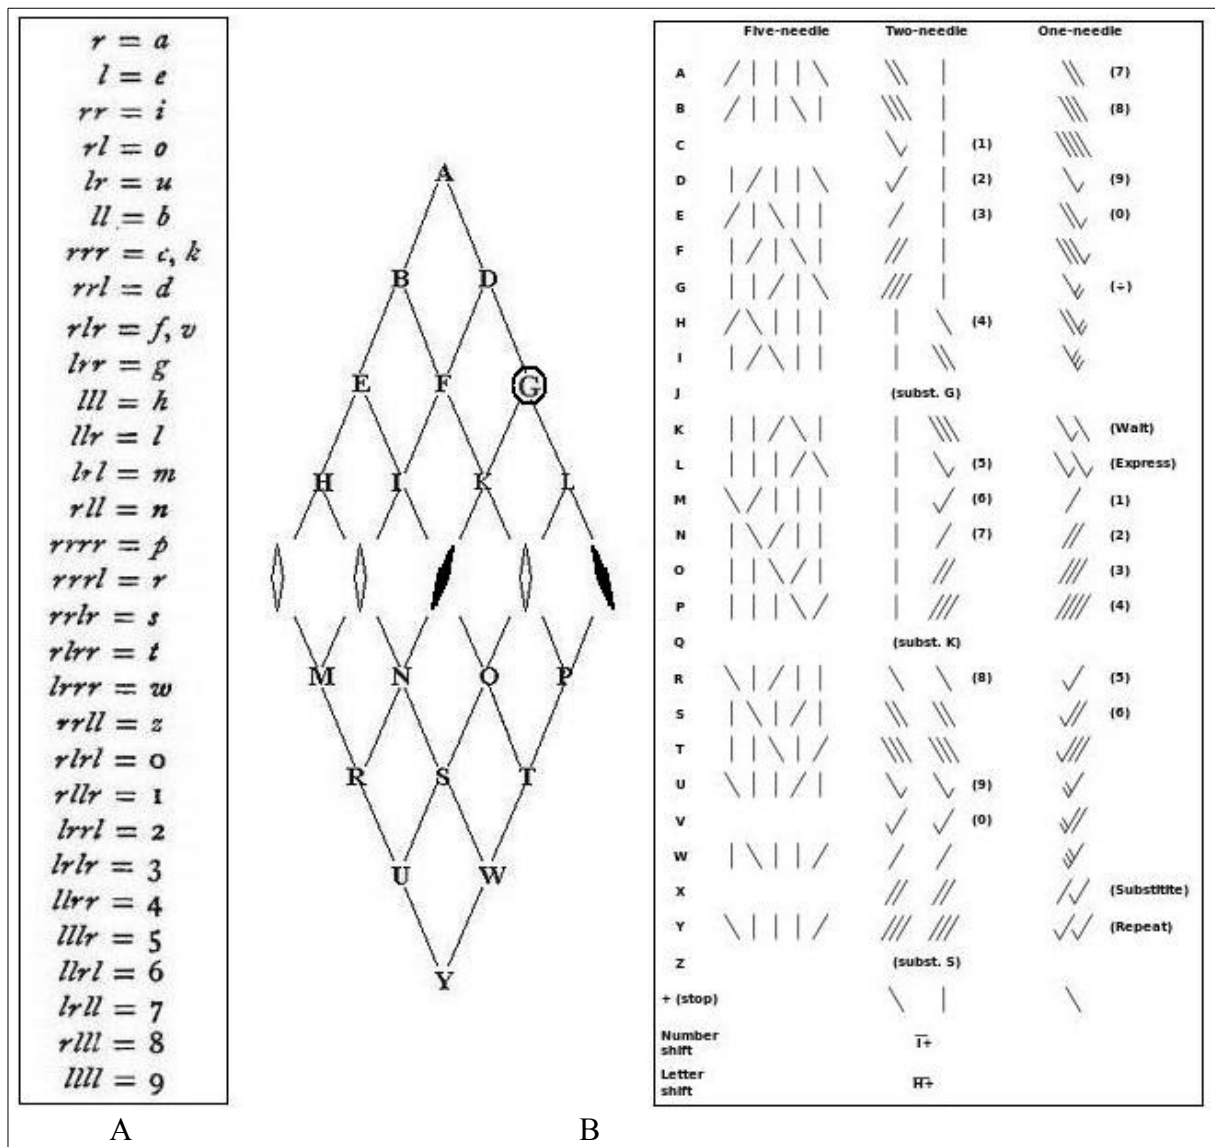 r = a
l = e
rr = i
rl = o
lr = u
ll = b
rrr = c, k
rrl = d
rlr = f, v
lrr = g
lll = h
llr = l
lrl = m
rll = n
rrrr = p
rrrl = r
rrlr = s
rlrr = t
lrrr = w
rrll = z
rlrl = 0
rllr = 1
lrrl = 2
lrlr = 3
llrr = 4
lllr = 5
llrl = 6
lrll = 7
rlll = 8
llll = 9
A
A
B D
E F G
H I K L
M N O P
R S T
U W
Y
B
Five-needle Two-needle One-needle
A (7)
B (8)
C (1)
D (2) (9)
E (3) (0)
F
G (÷)
H (4)
I
J (subst. G)
K (Wait)
L (5) (Express)
M (6) (1)
N (7) (2)
O (3)
P (4)
Q (subst. K)
R (8) (5)
S (6)
T
U (9)
V (0)
W
X (Substitite)
Y (Repeat)
Z (subst. S)
+ (stop)
Number
shift I+
Letter
shift H+